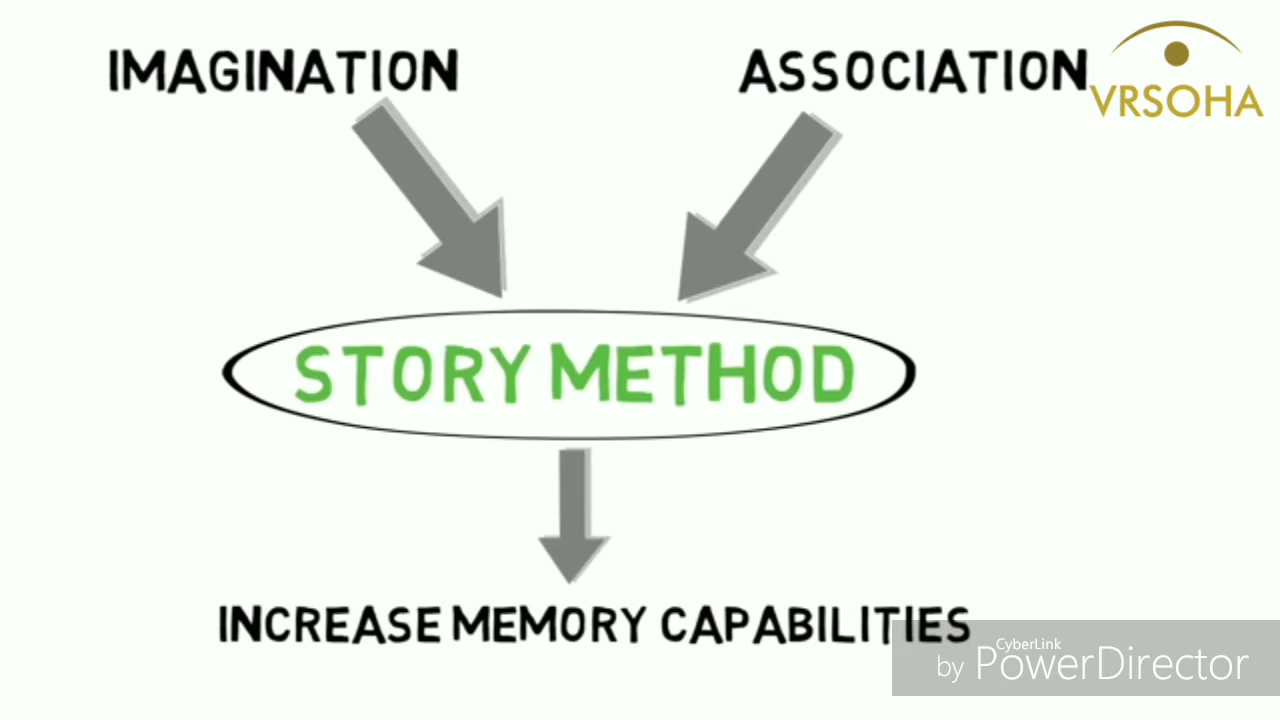 IMAGINATION
ASSOCIATION
VRSOHA
STORY METHOD
INCREASE MEMORY CAPABILITIES
CyberLink
by PowerDirector